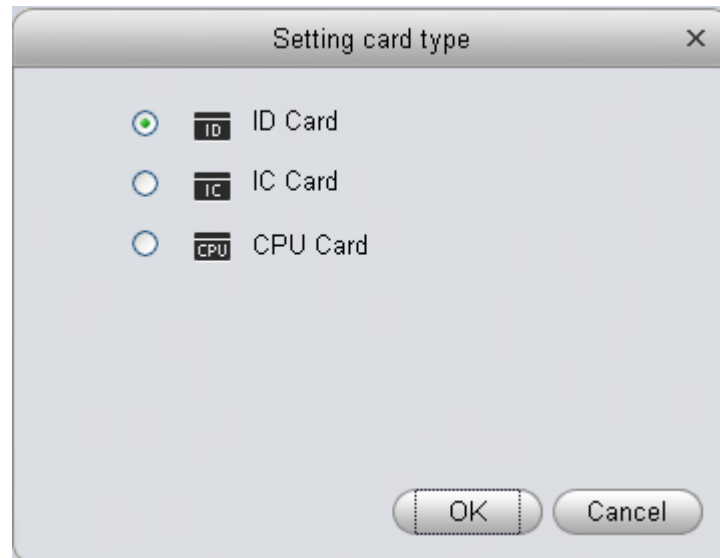 Setting card type
ID ID Card
IC IC Card
CPU CPU Card
OK Cancel